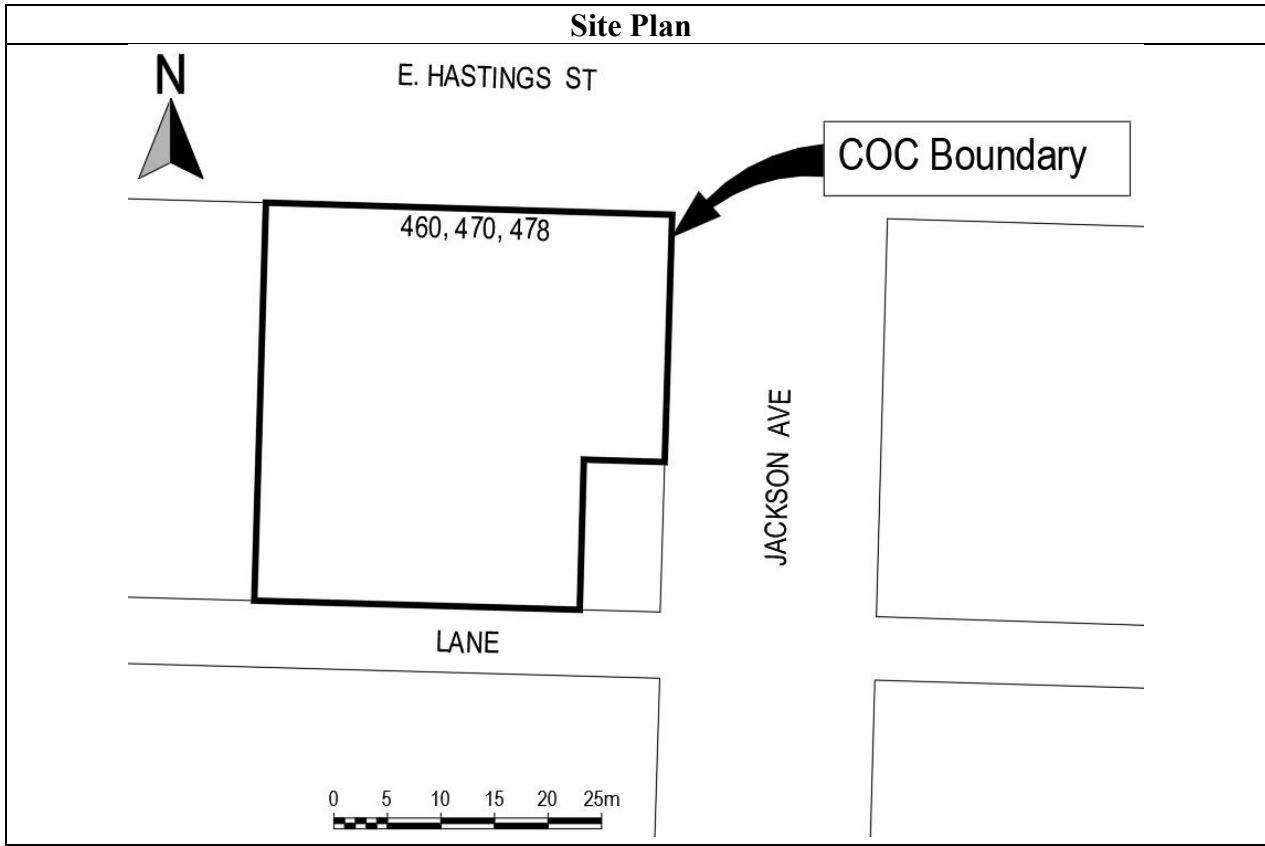 Site Plan
N
E. HASTINGS ST
COC Boundary
460, 470, 478
JACKSON AVE
LANE
0 5 10 15 20 25m